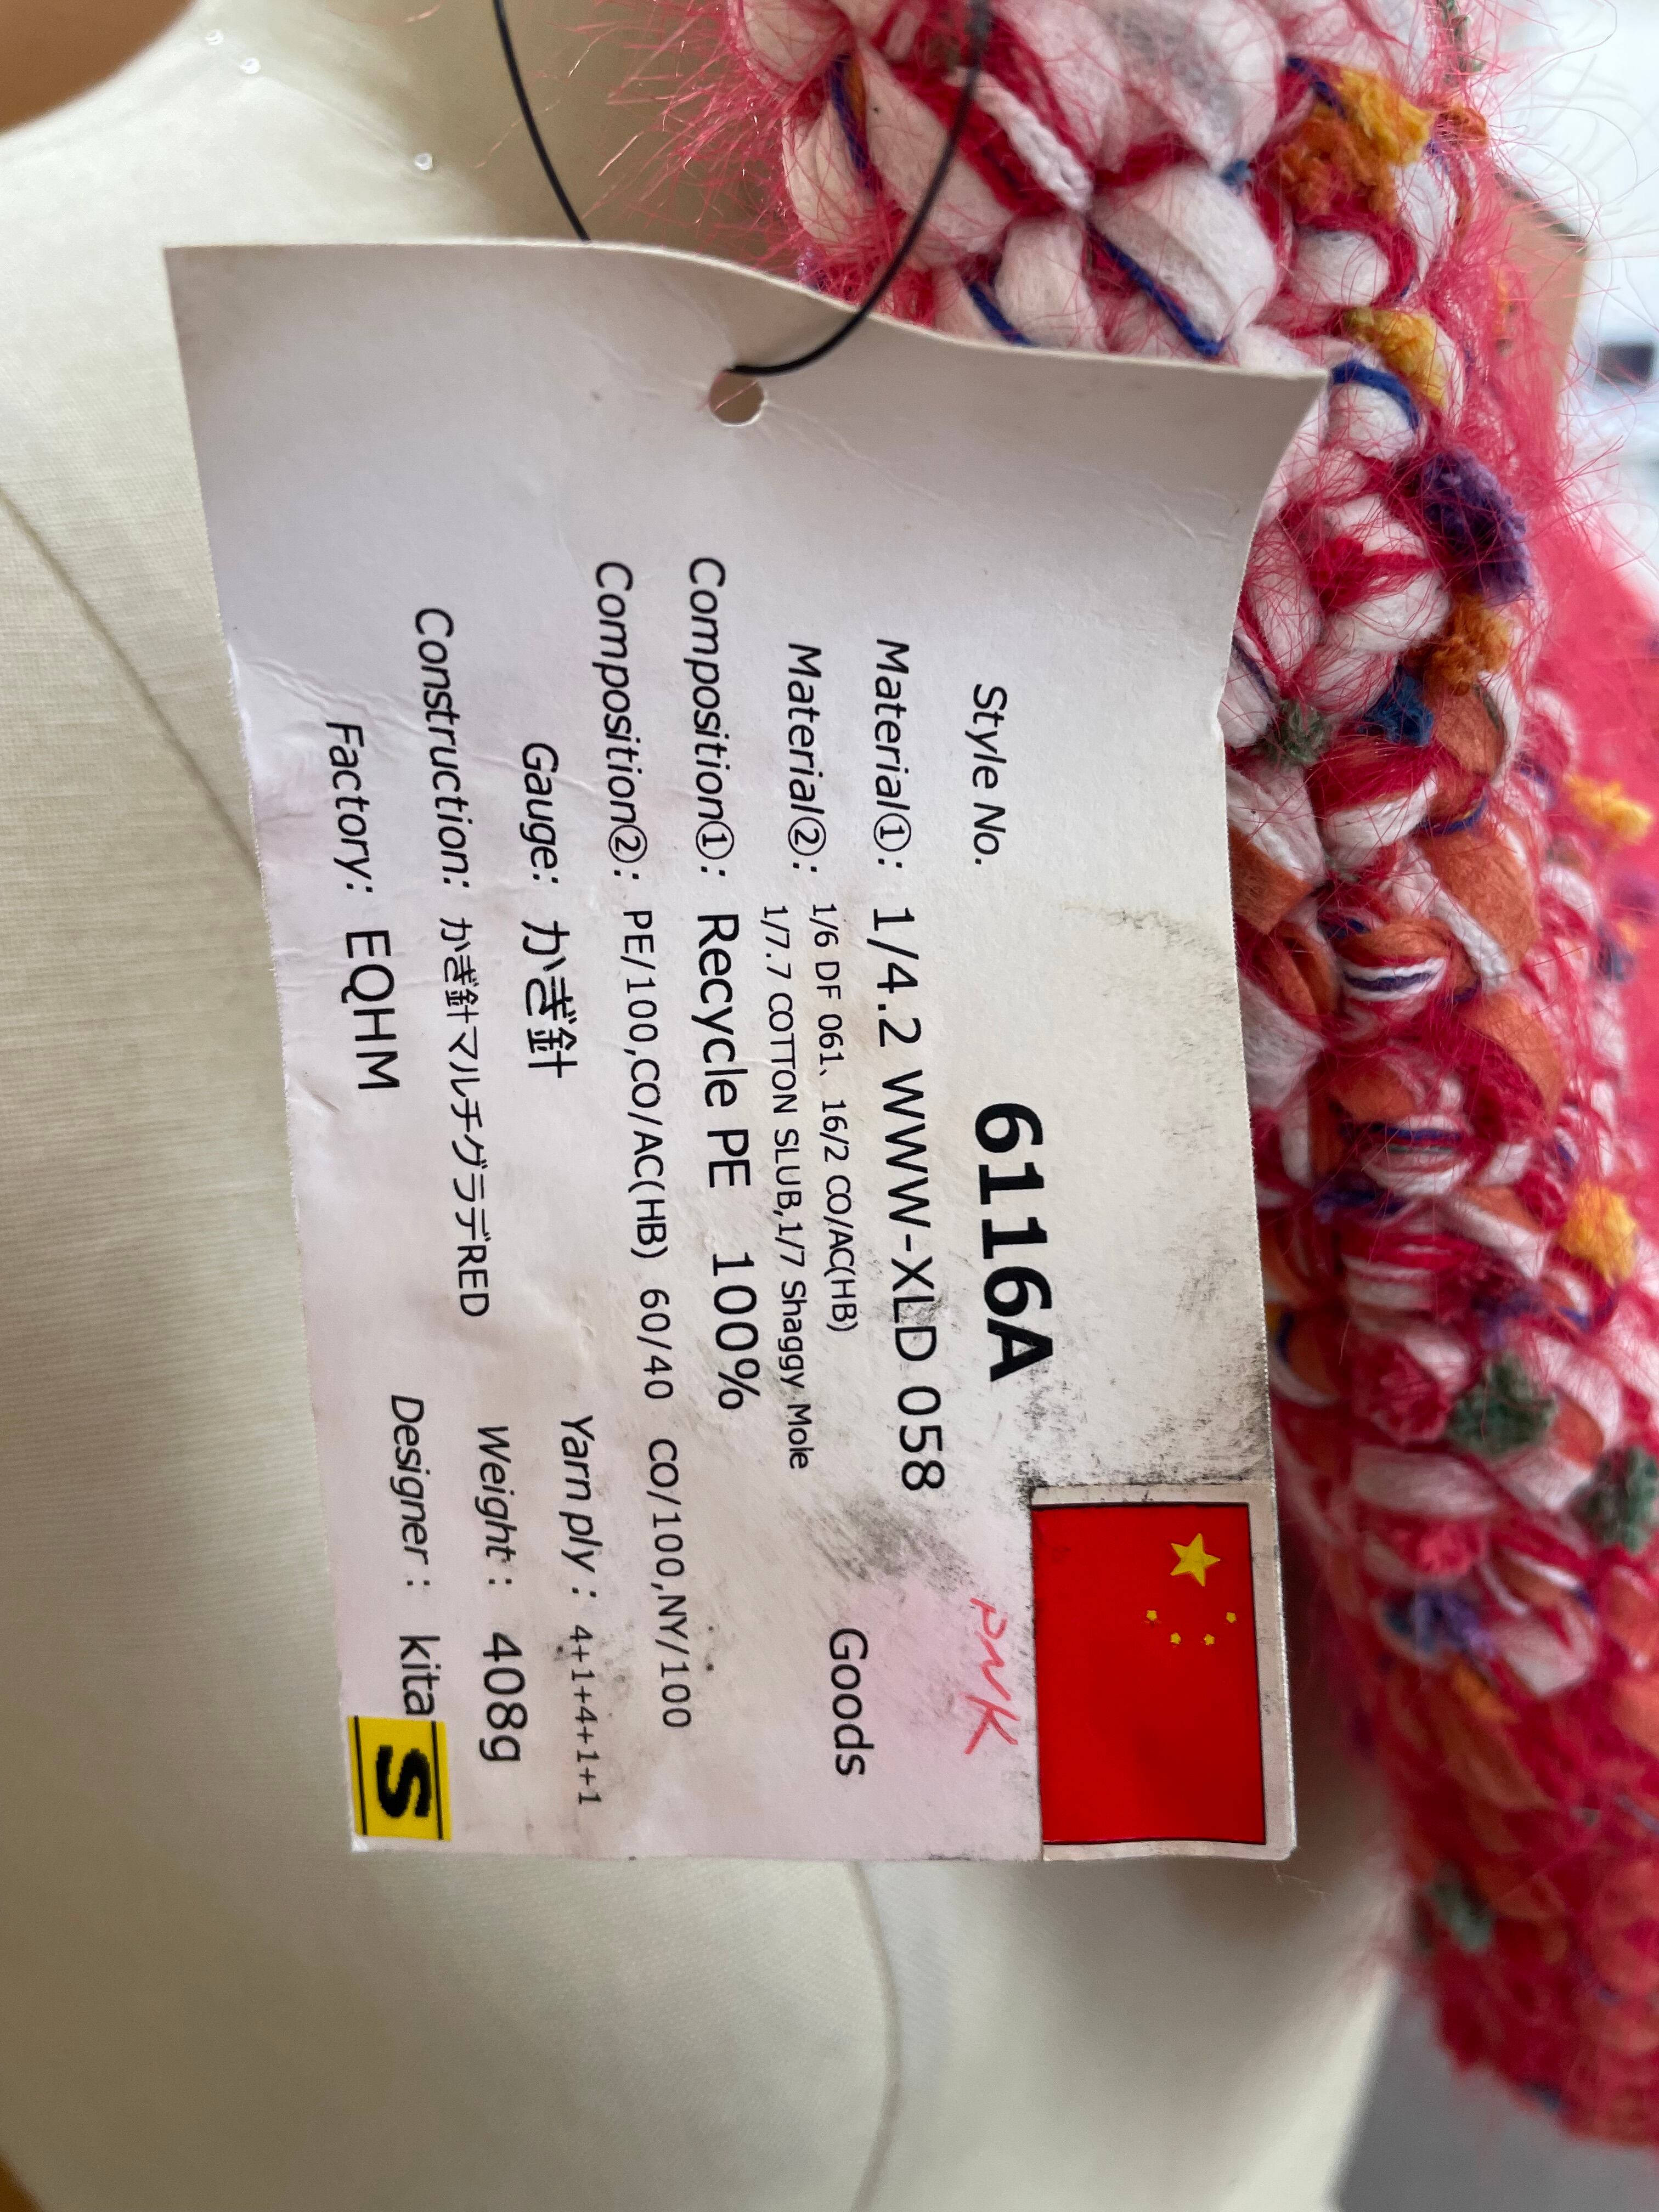 Style No. 6116A
Material①: 1/4.2 WWW-XLD 058
Material②: 1/6 DF 061、16/2 CO/AC(HB)
1/7.7 COTTON SLUB,1/7 Shaggy Mole
Goods
PNK
Composition①: Recycle PE 100%
Composition②: PE/100,CO/AC(HB) 60/40 CO/100,NY/100
Gauge: かぎ針 Yarn ply : 4+1+4+1+1
Construction: かぎ針マルチグラデRED Weight : 408g
Factory: EQHM Designer : kita
S